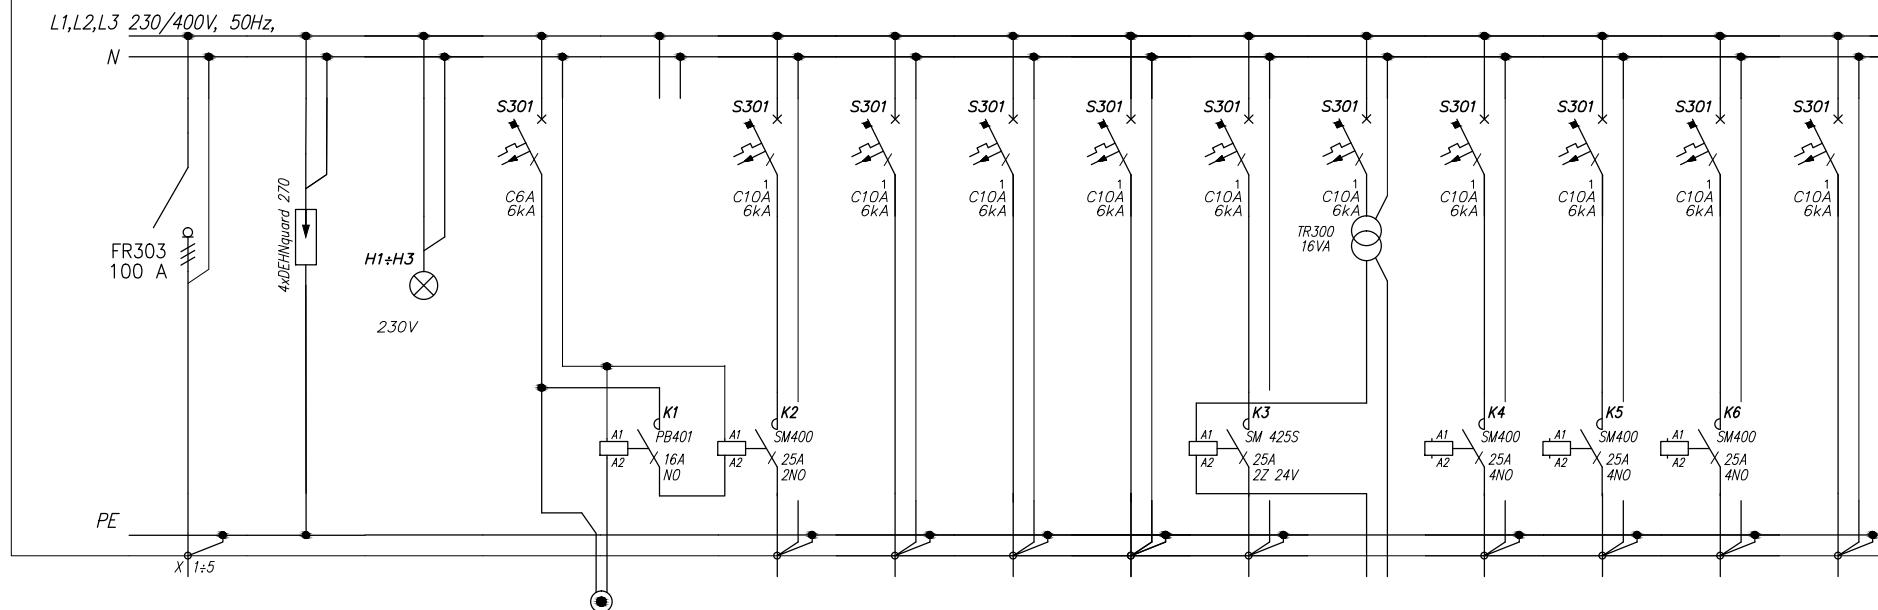 L1,L2,L3 230/400V, 50Hz,
N
S301
S301
S301
S301
S301
S301
S301
S301
S301
S301
S301
4xDEHNquard 270
C6A
6kA
1
C10A
6kA
1
C10A
6kA
1
C10A
6kA
1
C10A
6kA
1
C10A
6kA
1
C10A
6kA
1
C10A
6kA
1
C10A
6kA
1
C10A
6kA
1
C10A
6kA
FR303
100 A
H1÷H3
230V
TR300
16VA
K1
A1
PB401
A2
16A
NO
K2
A1
SM400
A2
25A
2NO
K3
A1
SM 425S
A2
25A
2Z 24V
K4
A1
SM400
A2
25A
4NO
K5
A1
SM400
A2
25A
4NO
K6
A1
SM400
A2
25A
4NO
PE
X 1÷5